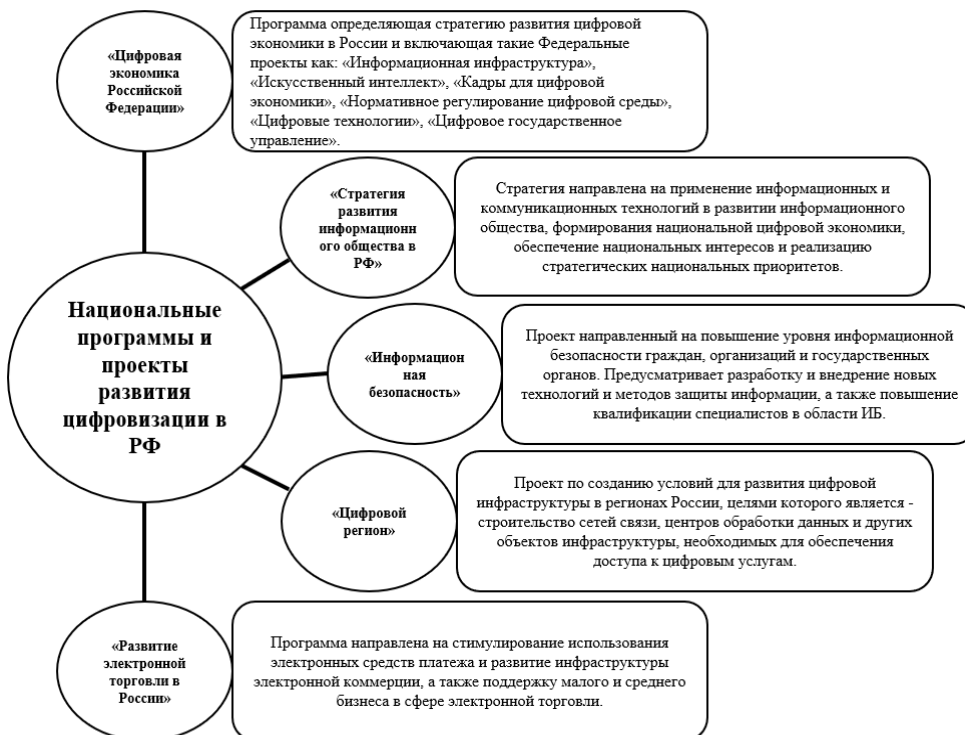 «Цифровая
экономика
Российской
Федерации»
Программа определяющая стратегию развития цифровой
экономики в России и включающая такие Федеральные
проекты как: «Информационная инфраструктура»,
«Искусственный интеллект», «Кадры для цифровой
экономики», «Нормативное регулирование цифровой среды»,
«Цифровые технологии», «Цифровое государственное
управление».
«Стратегия
развития
информационн
ого общества в
РФ»
Стратегия направлена на применение информационных и
коммуникационных технологий в развитии информационного
общества, формирования национальной цифровой экономики,
обеспечение национальных интересов и реализацию
стратегических национальных приоритетов.
Национальные
программы и
проекты
развития
цифровизации в
РФ
«Информацион
ная
безопасность»
Проект направленный на повышение уровня информационной
безопасности граждан, организаций и государственных
органов. Предусматривает разработку и внедрение новых
технологий и методов защиты информации, а также повышение
квалификации специалистов в области ИБ.
«Цифровой
регион»
Проект по созданию условий для развития цифровой
инфраструктуры в регионах России, целями которого является -
строительство сетей связи, центров обработки данных и других
объектов инфраструктуры, необходимых для обеспечения
доступа к цифровым услугам.
«Развитие
электронной
торговли в
России»
Программа направлена на стимулирование использования
электронных средств платежа и развитие инфраструктуры
электронной коммерции, а также поддержку малого и среднего
бизнеса в сфере электронной торговли.